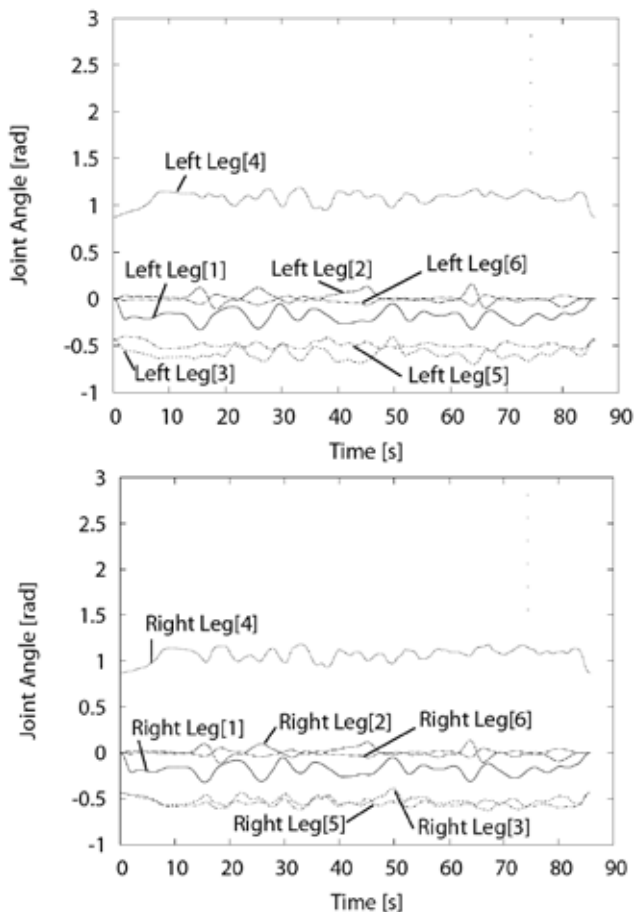 3
2.5
2
1.5
1
0.5
0
-0.5
-1
Joint Angle [rad]
Left Leg[4]
Left Leg[1]
Left Leg[2]
Left Leg[6]
Left Leg[3]
Left Leg[5]
0 10 20 30 40 50 60 70 80 90
Time [s]
3
2.5
2
1.5
1
0.5
0
-0.5
-1
Joint Angle [rad]
Right Leg[4]
Right Leg[1]
Right Leg[2]
Right Leg[6]
Right Leg[5]
Right Leg[3]
0 10 20 30 40 50 60 70 80 90
Time [s]